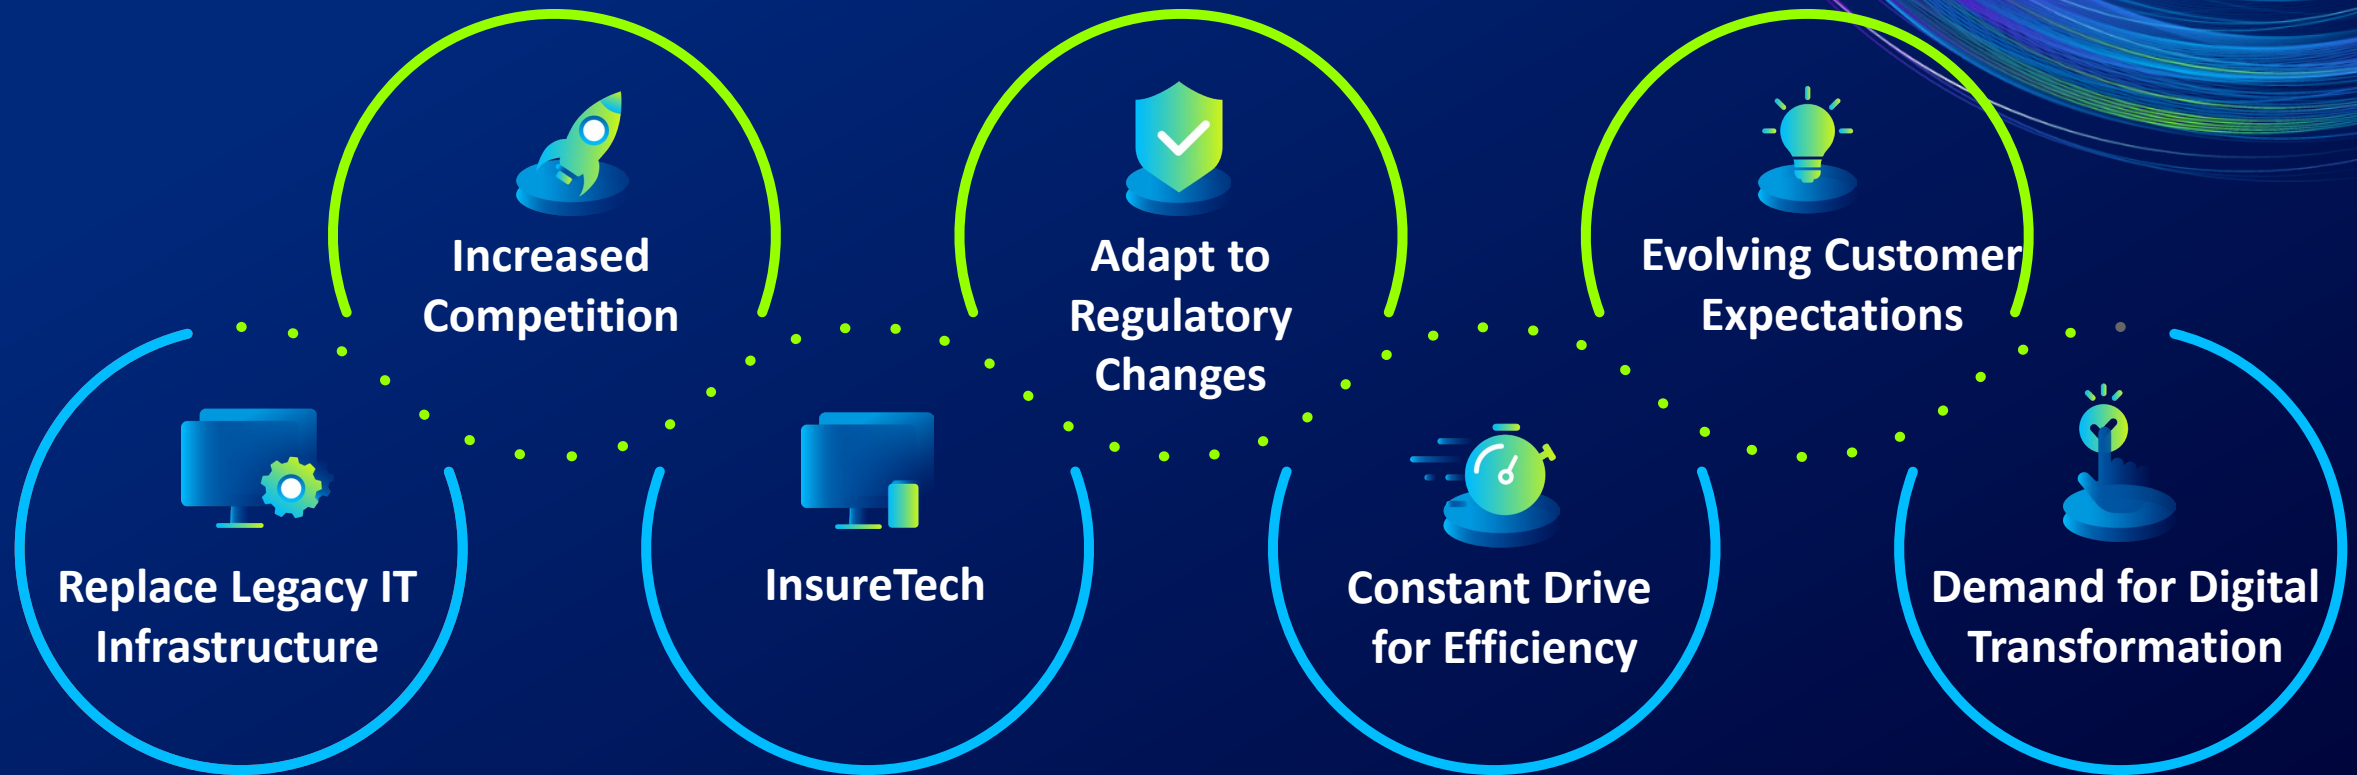 Increased
Competition
Adapt to
Regulatory
Changes
Evolving Customer
Expectations
Replace Legacy IT
Infrastructure
InsureTech
Constant Drive
for Efficiency
Demand for Digital
Transformation